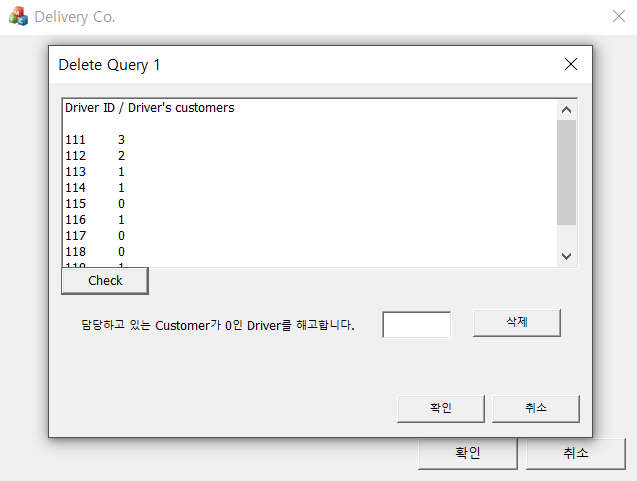 Delivery Co.
Delete Query 1
Driver ID / Driver's customers
111 3
112 2
113 1
114 1
115 0
116 1
117 0
118 0
119 1
Check
담당하고 있는 Customer가 0인 Driver를 해고합니다.
삭제
확인 취소
확인 취소